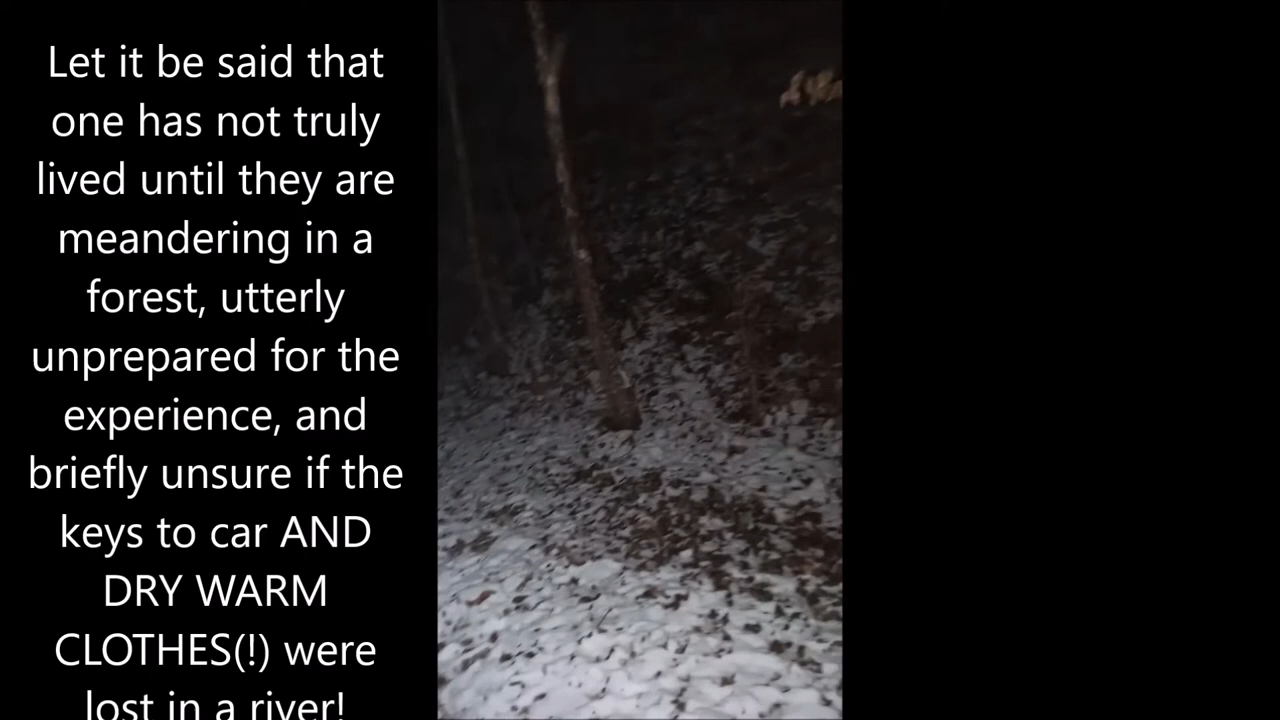 Let it be said that
one has not truly
lived until they are
meandering in a
forest, utterly
unprepared for the
experience, and
briefly unsure if the
keys to car AND
DRY WARM
CLOTHES(!) were
lost in a river!